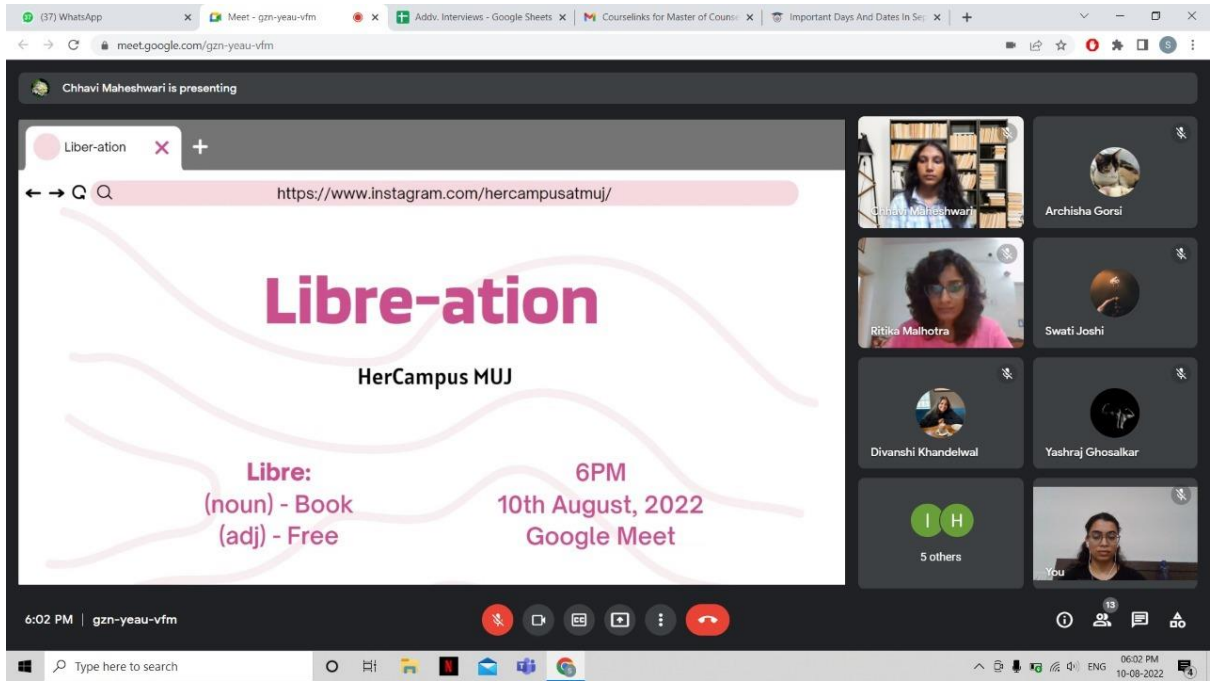 (37) WhatsApp
Meet - gzn-yeau-vfm
Addv. Interviews - Google Sheets
Courselinks for Master of Couns
Important Days And Dates In Sep
meet.google.com/gzn-yeau-vfm
S
Chhavi Maheshwari is presenting
Liber-ation
https://www.instagram.com/hercampusatmuj/
Libre-ation
HerCampus MUJ
Libre:
(noun) - Book
(adj) - Free
6PM
10th August, 2022
Google Meet
Chhavi Maheshwari
Archisha Gorsi
Ritika Malhotra
Swati Joshi
Divanshi Khandelwal
Yashraj Ghosalkar
I H
5 others
You
6:02 PM | gzn-yeau-vfm
13
Type here to search
ENG
06:02 PM
10-08-2022
4